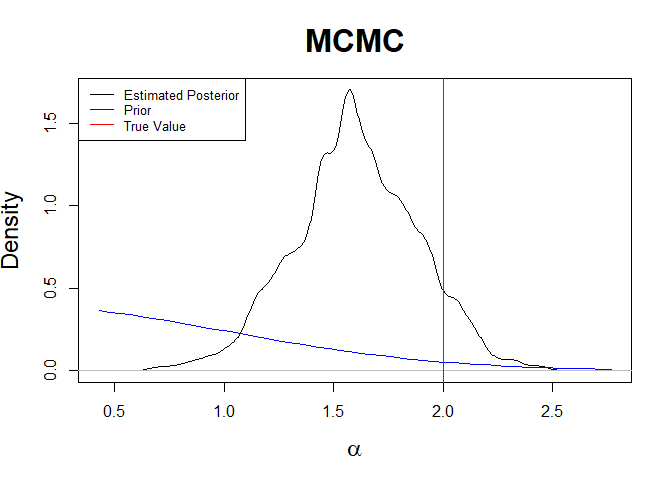 MCMC
Estimated Posterior
Prior
True Value
Density
0.0
0.5
1.0
1.5
0.5 1.0 1.5 2.0 2.5
α